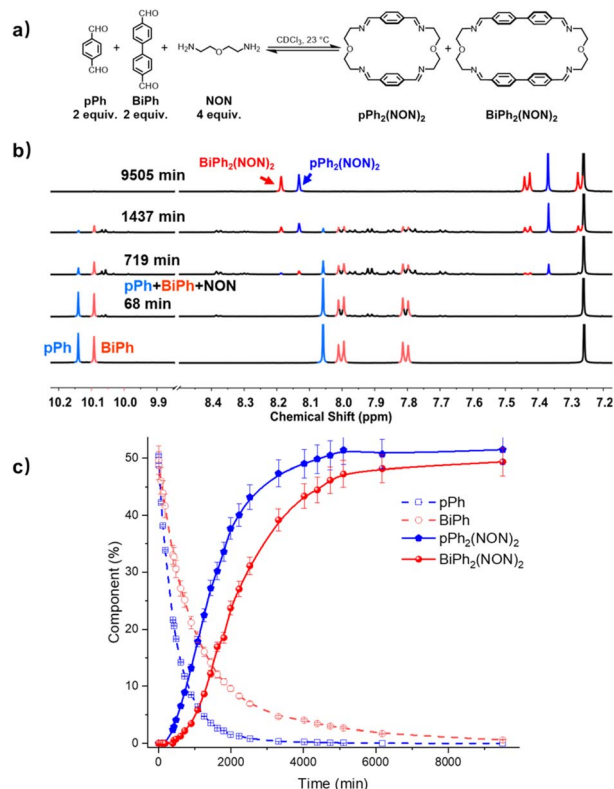 a)
CHO
CHO
CHO
CHO
+
+
H₂N
O
NH₂
CDCl₃, 23 °C
N
N
O
O
N
N
+
N
N
O
O
N
N
pPh
2 equiv.
BiPh
2 equiv.
NON
4 equiv.
pPh₂(NON)₂
BiPh₂(NON)₂
b)
9505 min
BiPh₂(NON)₂
pPh₂(NON)₂
1437 min
719 min
pPh+BiPh+NON
68 min
pPh
BiPh
10.2 10.1 10.0 9.9 8.4 8.3 8.2 8.1 8.0 7.9 7.8 7.7 7.6 7.5 7.4 7.3 7.2
Chemical Shift (ppm)
c)
Component (%)
50
40
30
20
10
0
pPh
BiPh
pPh₂(NON)₂
BiPh₂(NON)₂
0 2000 4000 6000 8000
Time (min)